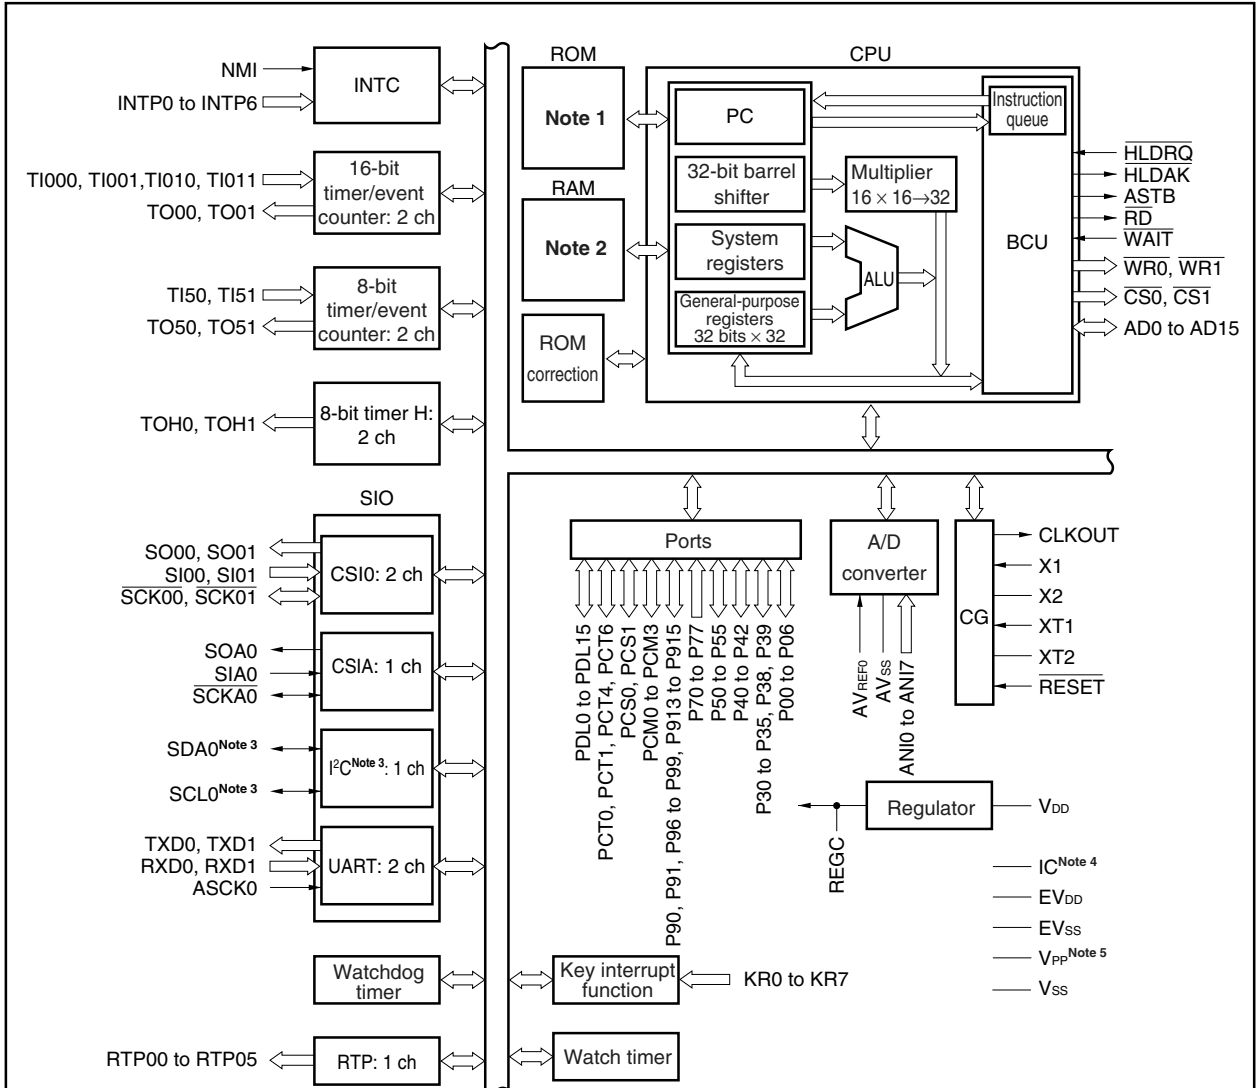 ROM
CPU
NMI
INTP0 to INTP6
INTC
Note 1
PC
Instruction
queue
TI000, TI001,TI010, TI011
TO00, TO01
16-bit
timer/event
counter: 2 ch
RAM
Note 2
32-bit barrel
shifter
Multiplier
16 × 16→32
System
registers
ALU
General-purpose
registers
32 bits × 32
BCU
HLDRQ
HLDAK
ASTB
RD
WAIT
WR0, WR1
CS0, CS1
AD0 to AD15
TI50, TI51
TO50, TO51
8-bit
timer/event
counter: 2 ch
ROM
correction
TOH0, TOH1
8-bit timer H:
2 ch
SIO
SO00, SO01
SI00, SI01
SCK00, SCK01
CSI0: 2 ch
SOA0
SIA0
SCKA0
CSIA: 1 ch
SDA0Note 3
SCL0Note 3
I²CNote 3: 1 ch
TXD0, TXD1
RXD0, RXD1
ASCK0
UART: 2 ch
Ports
PDL0 to PDL15
PCT0, PCT1, PCT4, PCT6
PCS0, PCS1
PCM0 to PCM3
P90, P91, P96 to P99, P913 to P915
P70 to P77
P50 to P55
P40 to P42
P30 to P35, P38, P39
P00 to P06
A/D
converter
AVREF0
AVSS
ANI0 to ANI7
CG
CLKOUT
X1
X2
XT1
XT2
RESET
Regulator
REGC
VDD
ICNote 4
EVDD
EVSS
VPPNote 5
VSS
Watchdog
timer
Key interrupt
function
KR0 to KR7
RTP00 to RTP05
RTP: 1 ch
Watch timer